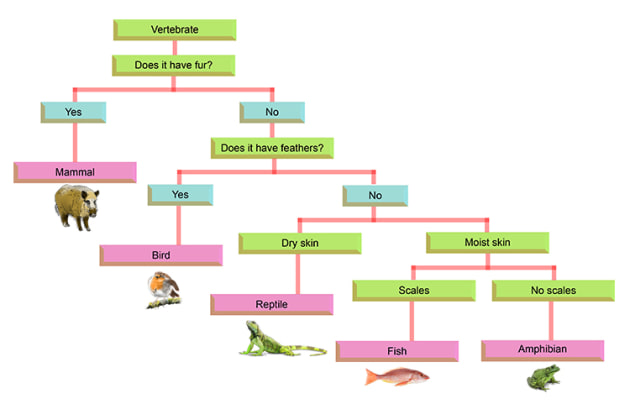 Vertebrate
Does it have fur?
Yes
No
Mammal
Does it have feathers?
Yes
No
Bird
Dry skin
Moist skin
Reptile
Scales
No scales
Fish
Amphibian